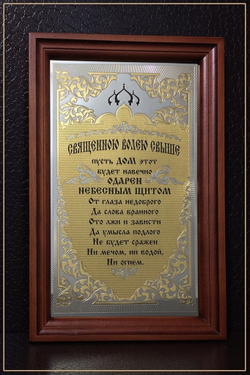 СВЯЩЕННОЮ ВОЛЕЮ СВЫШЕ
пусть ДОМ этот
будет навечно
ОДАРЕН
НЕБЕСНЫМ ЩИТОМ
От глаза недоброго
Да слова бранного
Ото лжи и зависти
Да умысла подлого
Не будет сражен
Ни мечом, ни водой,
Ни огнем.